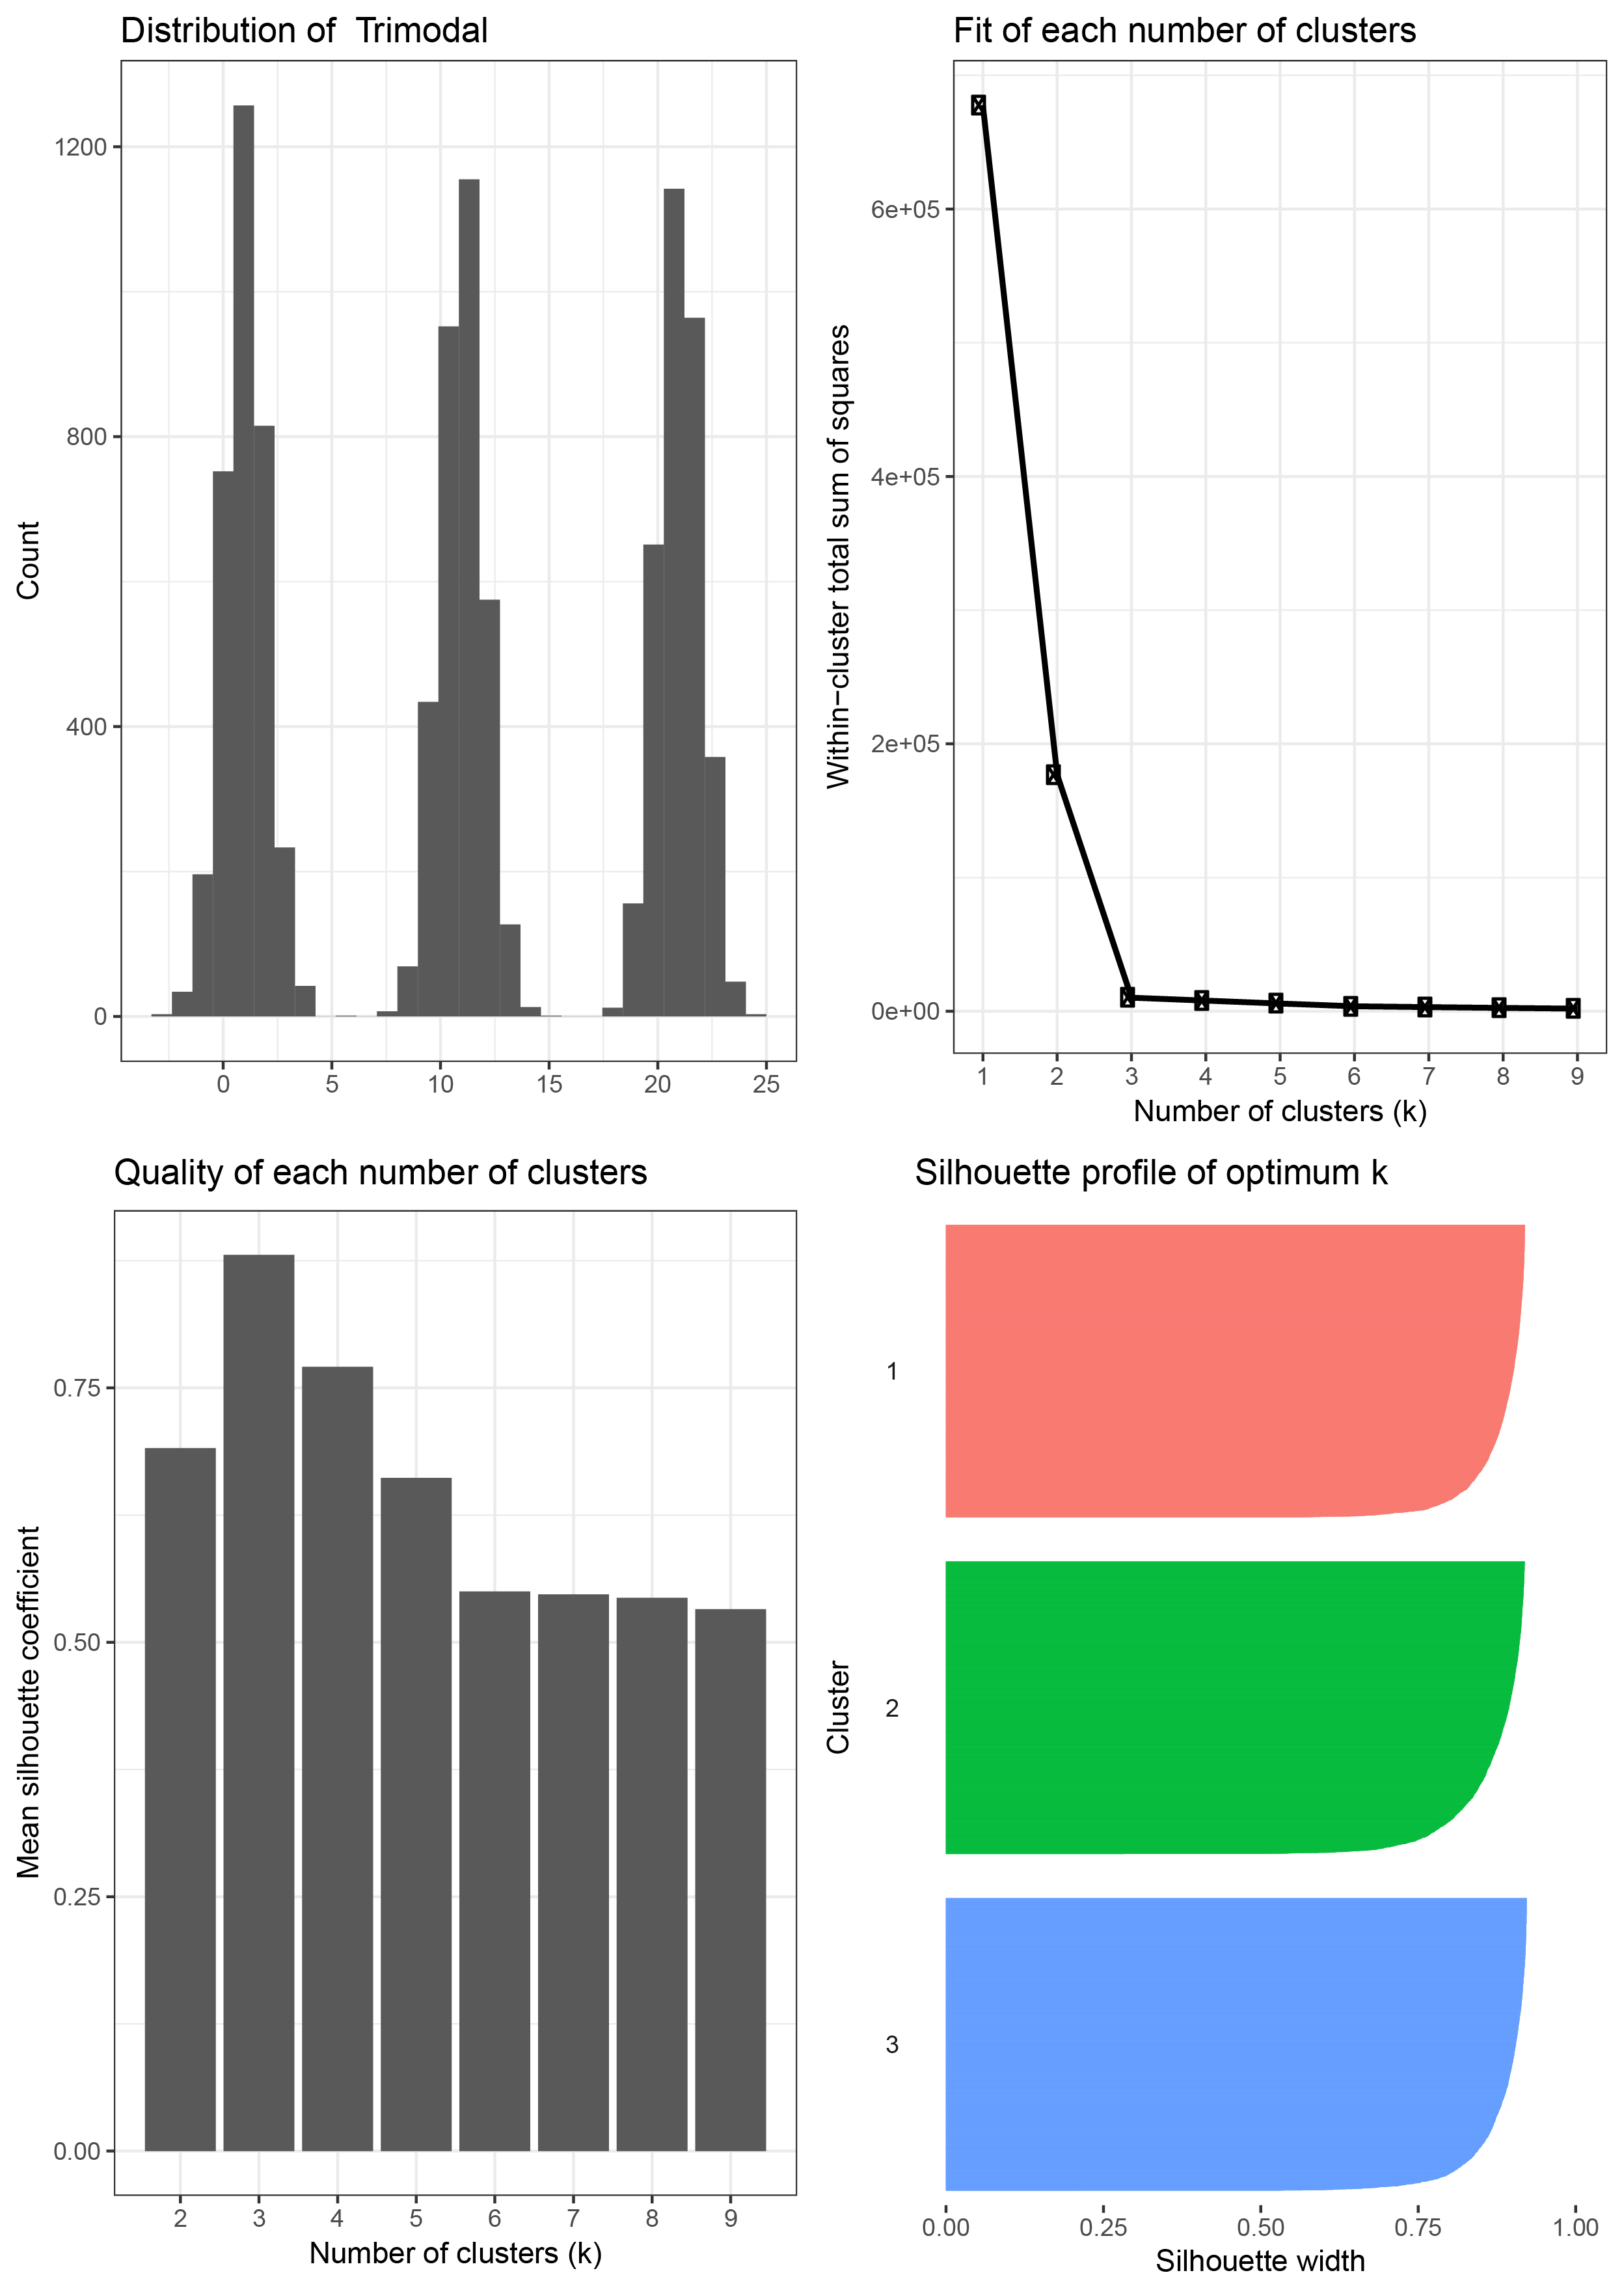 Distribution of  Trimodal
Count
1200
800
400
0
0 5 10 15 20 25
Fit of each number of clusters
Within−cluster total sum of squares
6e+05
4e+05
2e+05
0e+00
1 2 3 4 5 6 7 8 9
Number of clusters (k)
Quality of each number of clusters
Mean silhouette coefficient
0.75
0.50
0.25
0.00
2 3 4 5 6 7 8 9
Number of clusters (k)
Silhouette profile of optimum k
Cluster
1
2
3
0.00 0.25 0.50 0.75 1.00
Silhouette width